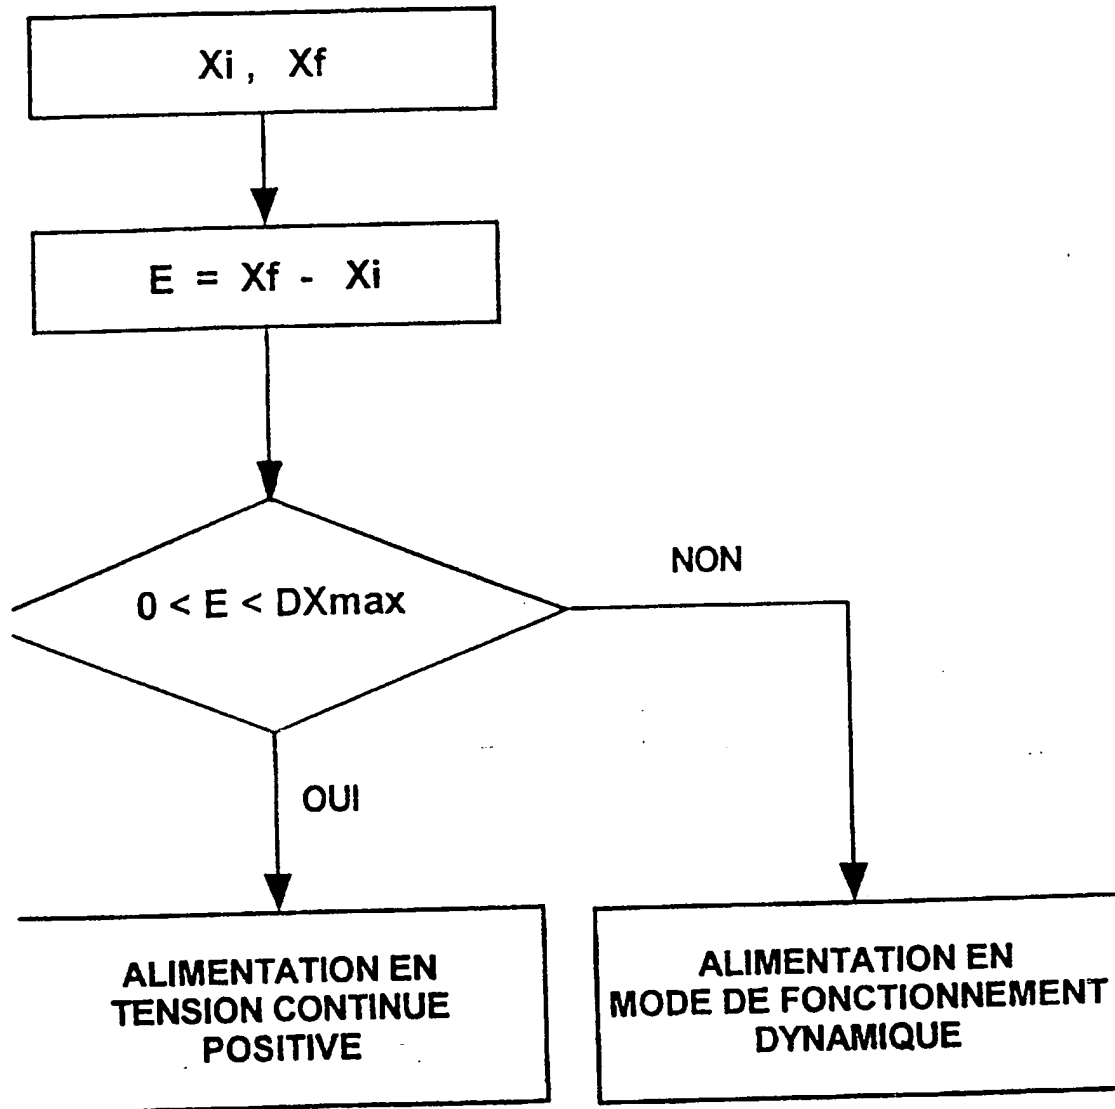 Xi , Xf
E = Xf - Xi
0 < E < DXmax
NON
OUI
ALIMENTATION EN
TENSION CONTINUE
POSITIVE
ALIMENTATION EN
MODE DE FONCTIONNEMENT
DYNAMIQUE